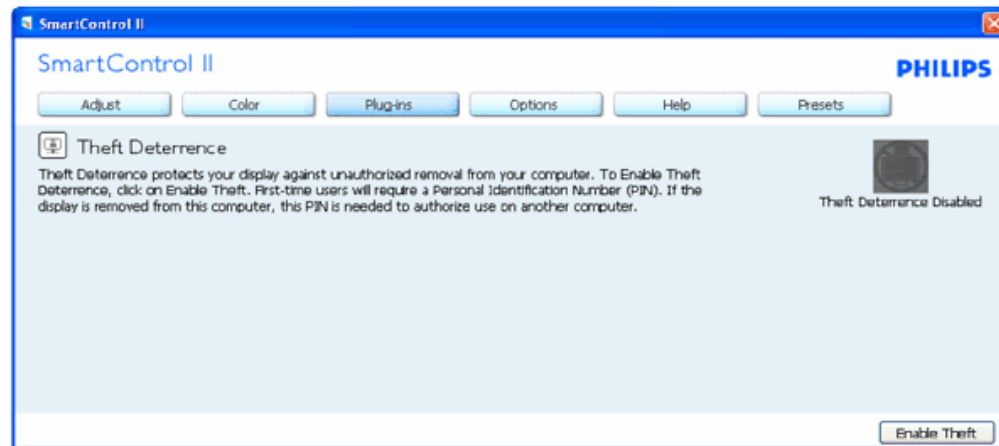 SmartControl II
SmartControl II
PHILIPS
Adjust Color Plug-ins Options Help Presets
Theft Deterrence
Theft Deterrence protects your display against unauthorized removal from your computer. To Enable Theft
Deterrence, click on Enable Theft. First-time users will require a Personal Identification Number (PIN). If the
display is removed from this computer, this PIN is needed to authorize use on another computer.
Theft Deterrence Disabled
Enable Theft